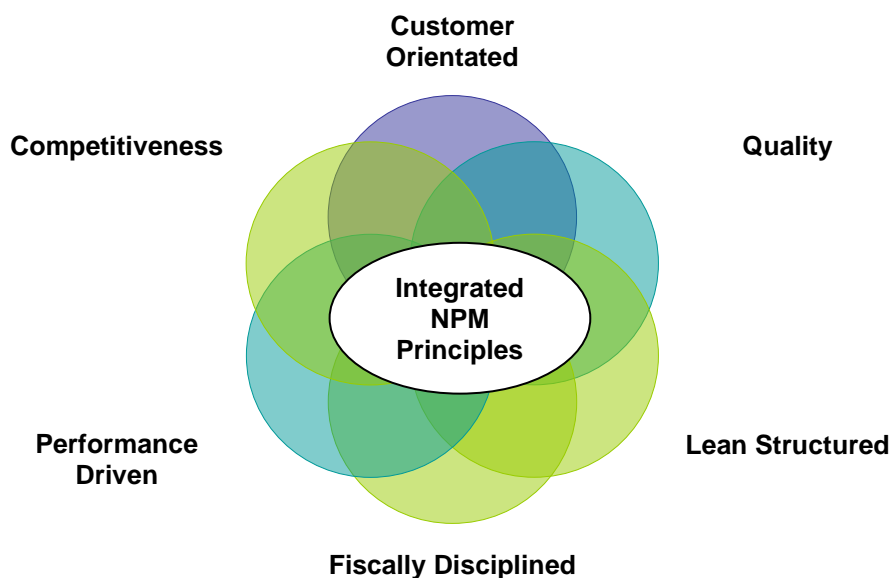 Customer
Orientated
Competitiveness
Quality
Integrated
NPM
Principles
Performance
Driven
Lean Structured
Fiscally Disciplined